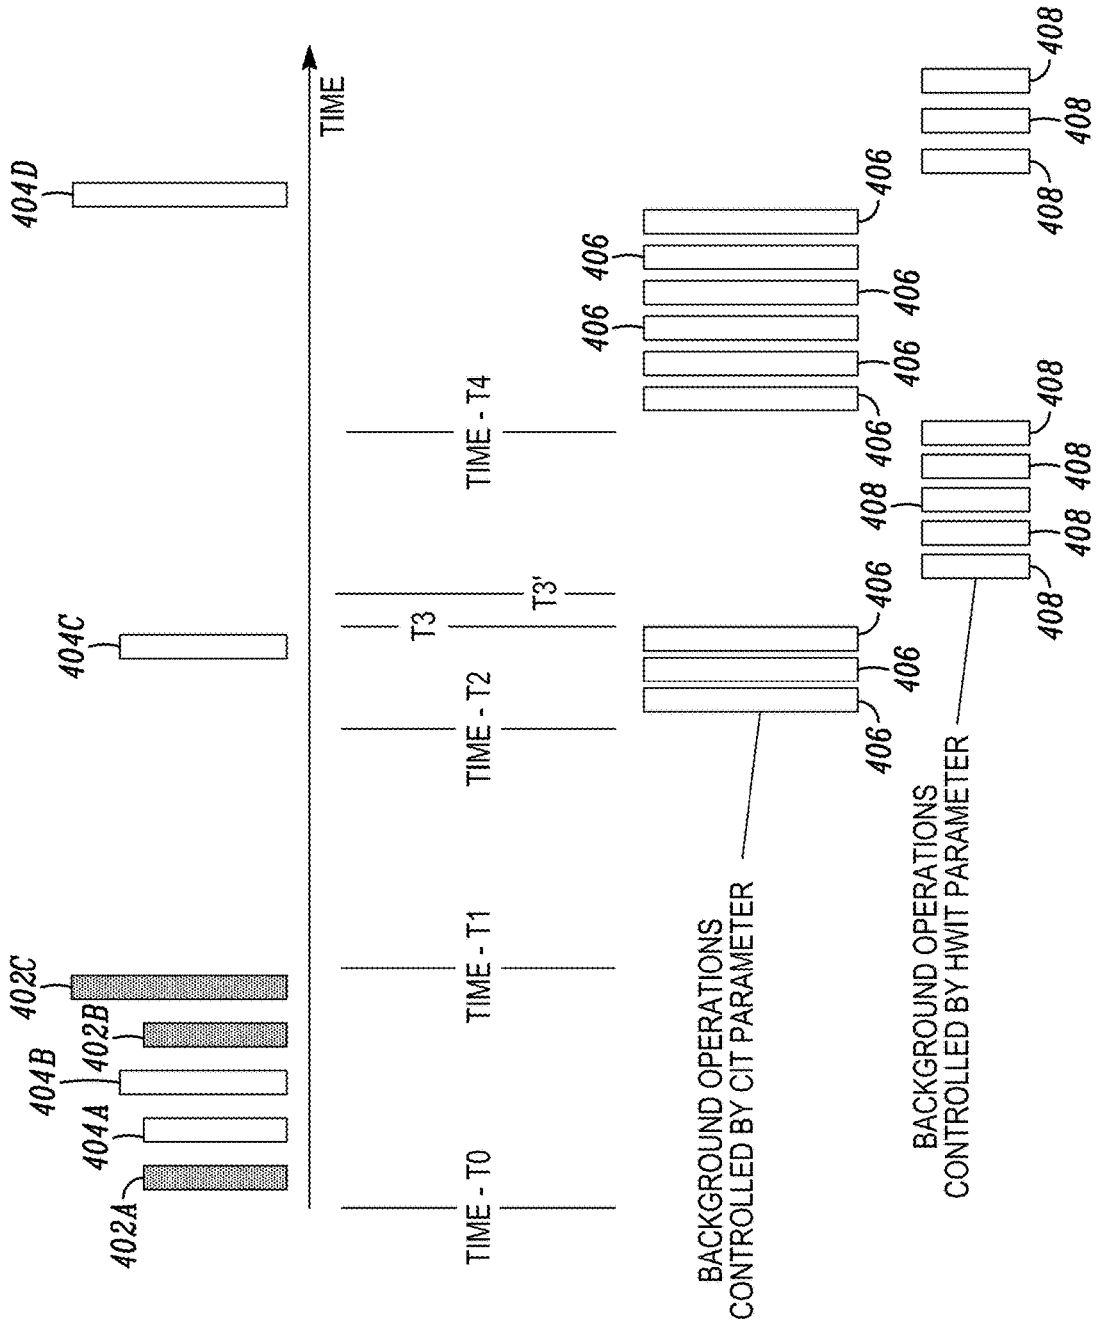 402A
404A
404B
402B
402C
404C
404D
TIME
TIME - T0
TIME - T1
TIME - T2
T3
T3'
TIME - T4
406
406
BACKGROUND OPERATIONS
CONTROLLED BY CIT PARAMETER
406
406
406
406
406
406
406
BACKGROUND OPERATIONS
CONTROLLED BY HWIT PARAMETER
408
408
408
408
408
408
408
408